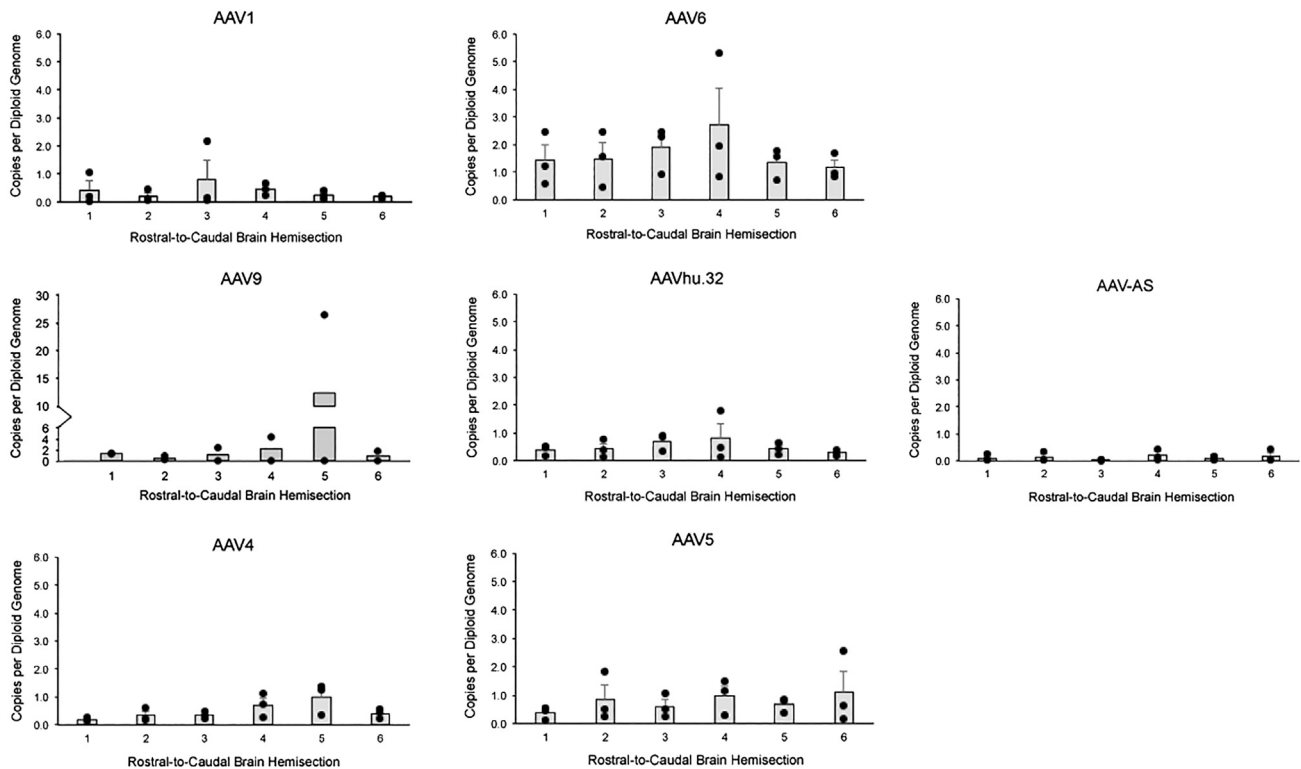 AAV1
Copies per Diploid Genome
6.0
5.0
4.0
3.0
2.0
1.0
0.0
1 2 3 4 5 6
Rostral-to-Caudal Brain Hemisection
AAV6
Copies per Diploid Genome
6.0
5.0
4.0
3.0
2.0
1.0
0.0
1 2 3 4 5 6
Rostral-to-Caudal Brain Hemisection
AAV9
Copies per Diploid Genome
30
25
20
15
10
6
4
2
0
1 2 3 4 5 6
Rostral-to-Caudal Brain Hemisection
AAVhu.32
Copies per Diploid Genome
6.0
5.0
4.0
3.0
2.0
1.0
0.0
1 2 3 4 5 6
Rostral-to-Caudal Brain Hemisection
AAV-AS
Copies per Diploid Genome
6.0
5.0
4.0
3.0
2.0
1.0
0.0
1 2 3 4 5 6
Rostral-to-Caudal Brain Hemisection
AAV4
Copies per Diploid Genome
6.0
5.0
4.0
3.0
2.0
1.0
0.0
1 2 3 4 5 6
Rostral-to-Caudal Brain Hemisection
AAV5
Copies per Diploid Genome
6.0
5.0
4.0
3.0
2.0
1.0
0.0
1 2 3 4 5 6
Rostral-to-Caudal Brain Hemisection